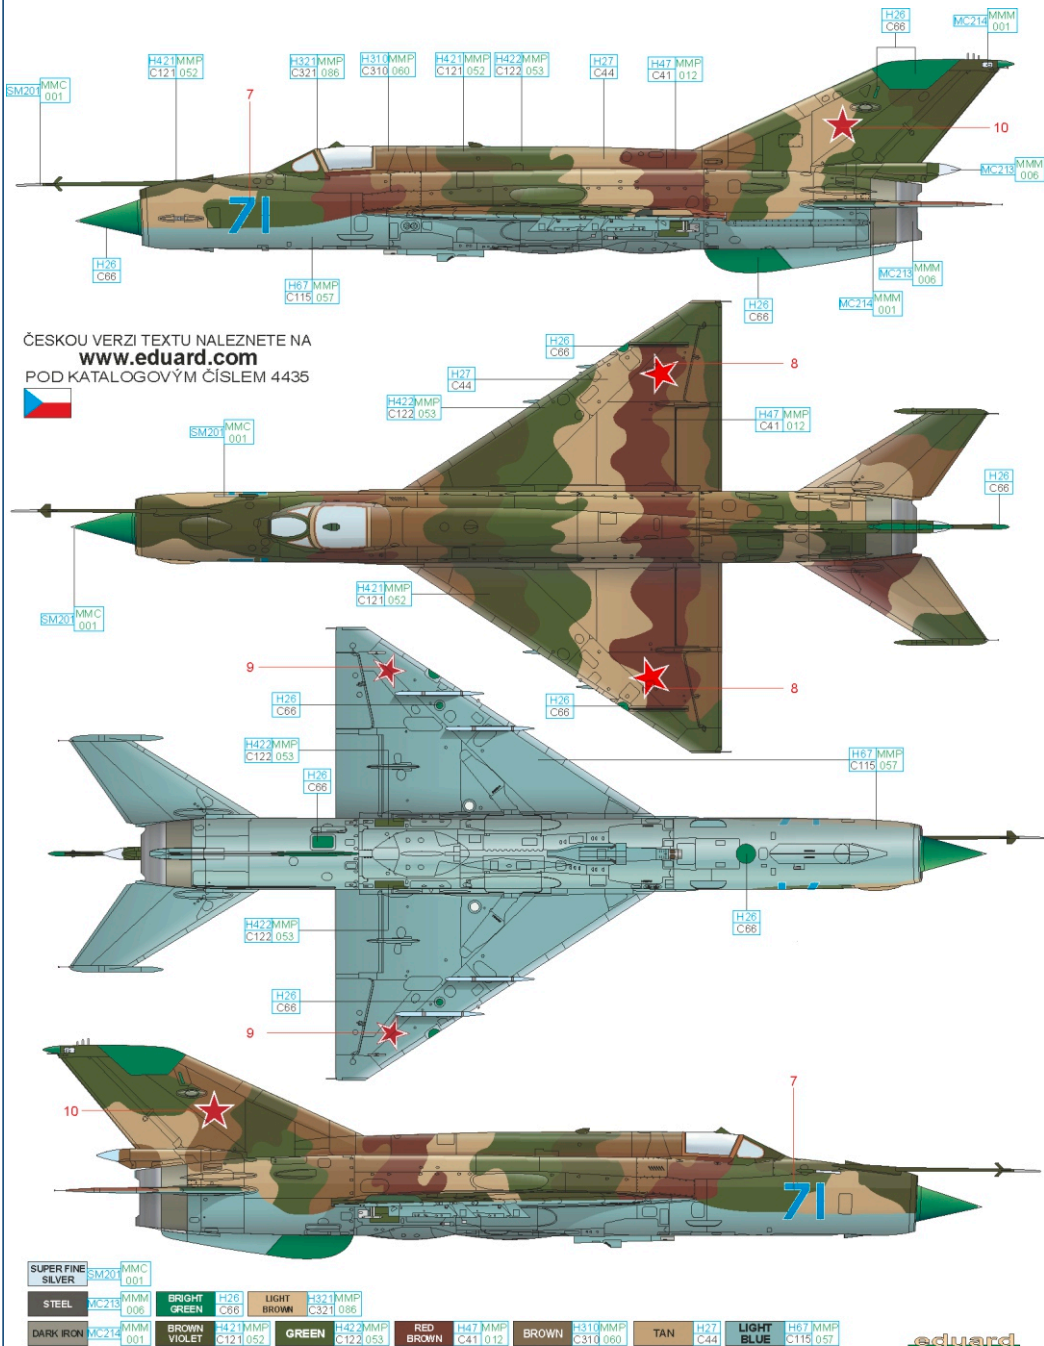 H26
C66
MC214 MMM 001
H421 MMP
C121 052
H321 MMP
C321 086
H310 MMP
C310 060
H421 MMP
C121 052
H422 MMP
C122 053
H27
C44
H47 MMP
C41 012
SM201 MMC 001
7
10
71
MC213 MMM 006
H26
C66
H67 MMP
C115 057
H26
C66
MC214 MMM 001
MC213 MMM 006
ČESKOU VERZI TEXTU NALEZNETE NA
www.eduard.com
POD KATALOGOVÝM ČÍSLEM 4435
H26
C66
8
H27
C44
H422 MMP
C122 053
H47 MMP
C41 012
SM201 MMC 001
H26
C66
H421 MMP
C121 052
SM201 MMC 001
9
8
H26
C66
H26
C66
H422 MMP
C122 053
H26
C66
H67 MMP
C115 057
H422 MMP
C122 053
H26
C66
H26
C66
9
10
7
71
SUPER FINE SILVER SM201 MMC 001
STEEL MC213 MMM 006
BRIGHT GREEN H26 C66
LIGHT BROWN H321 C321 MMP 086
DARK IRON MC214 MMM 001
BROWN VIOLET H421 C121 MMP 052
GREEN H422 C122 MMP 053
RED BROWN H47 C41 MMP 012
BROWN H310 C310 MMP 060
TAN H27 C44
LIGHT BLUE H67 C115 MMP 057
eduard